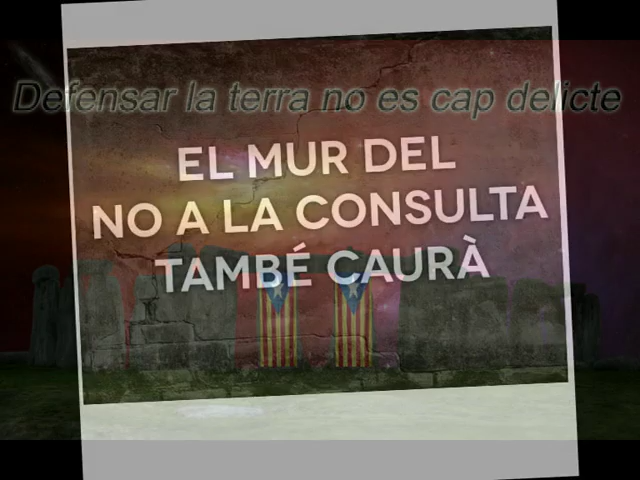 Defensar la terra no es cap delicte
EL MUR DEL
NO A LA CONSULTA
TAMBÉ CAURÀ